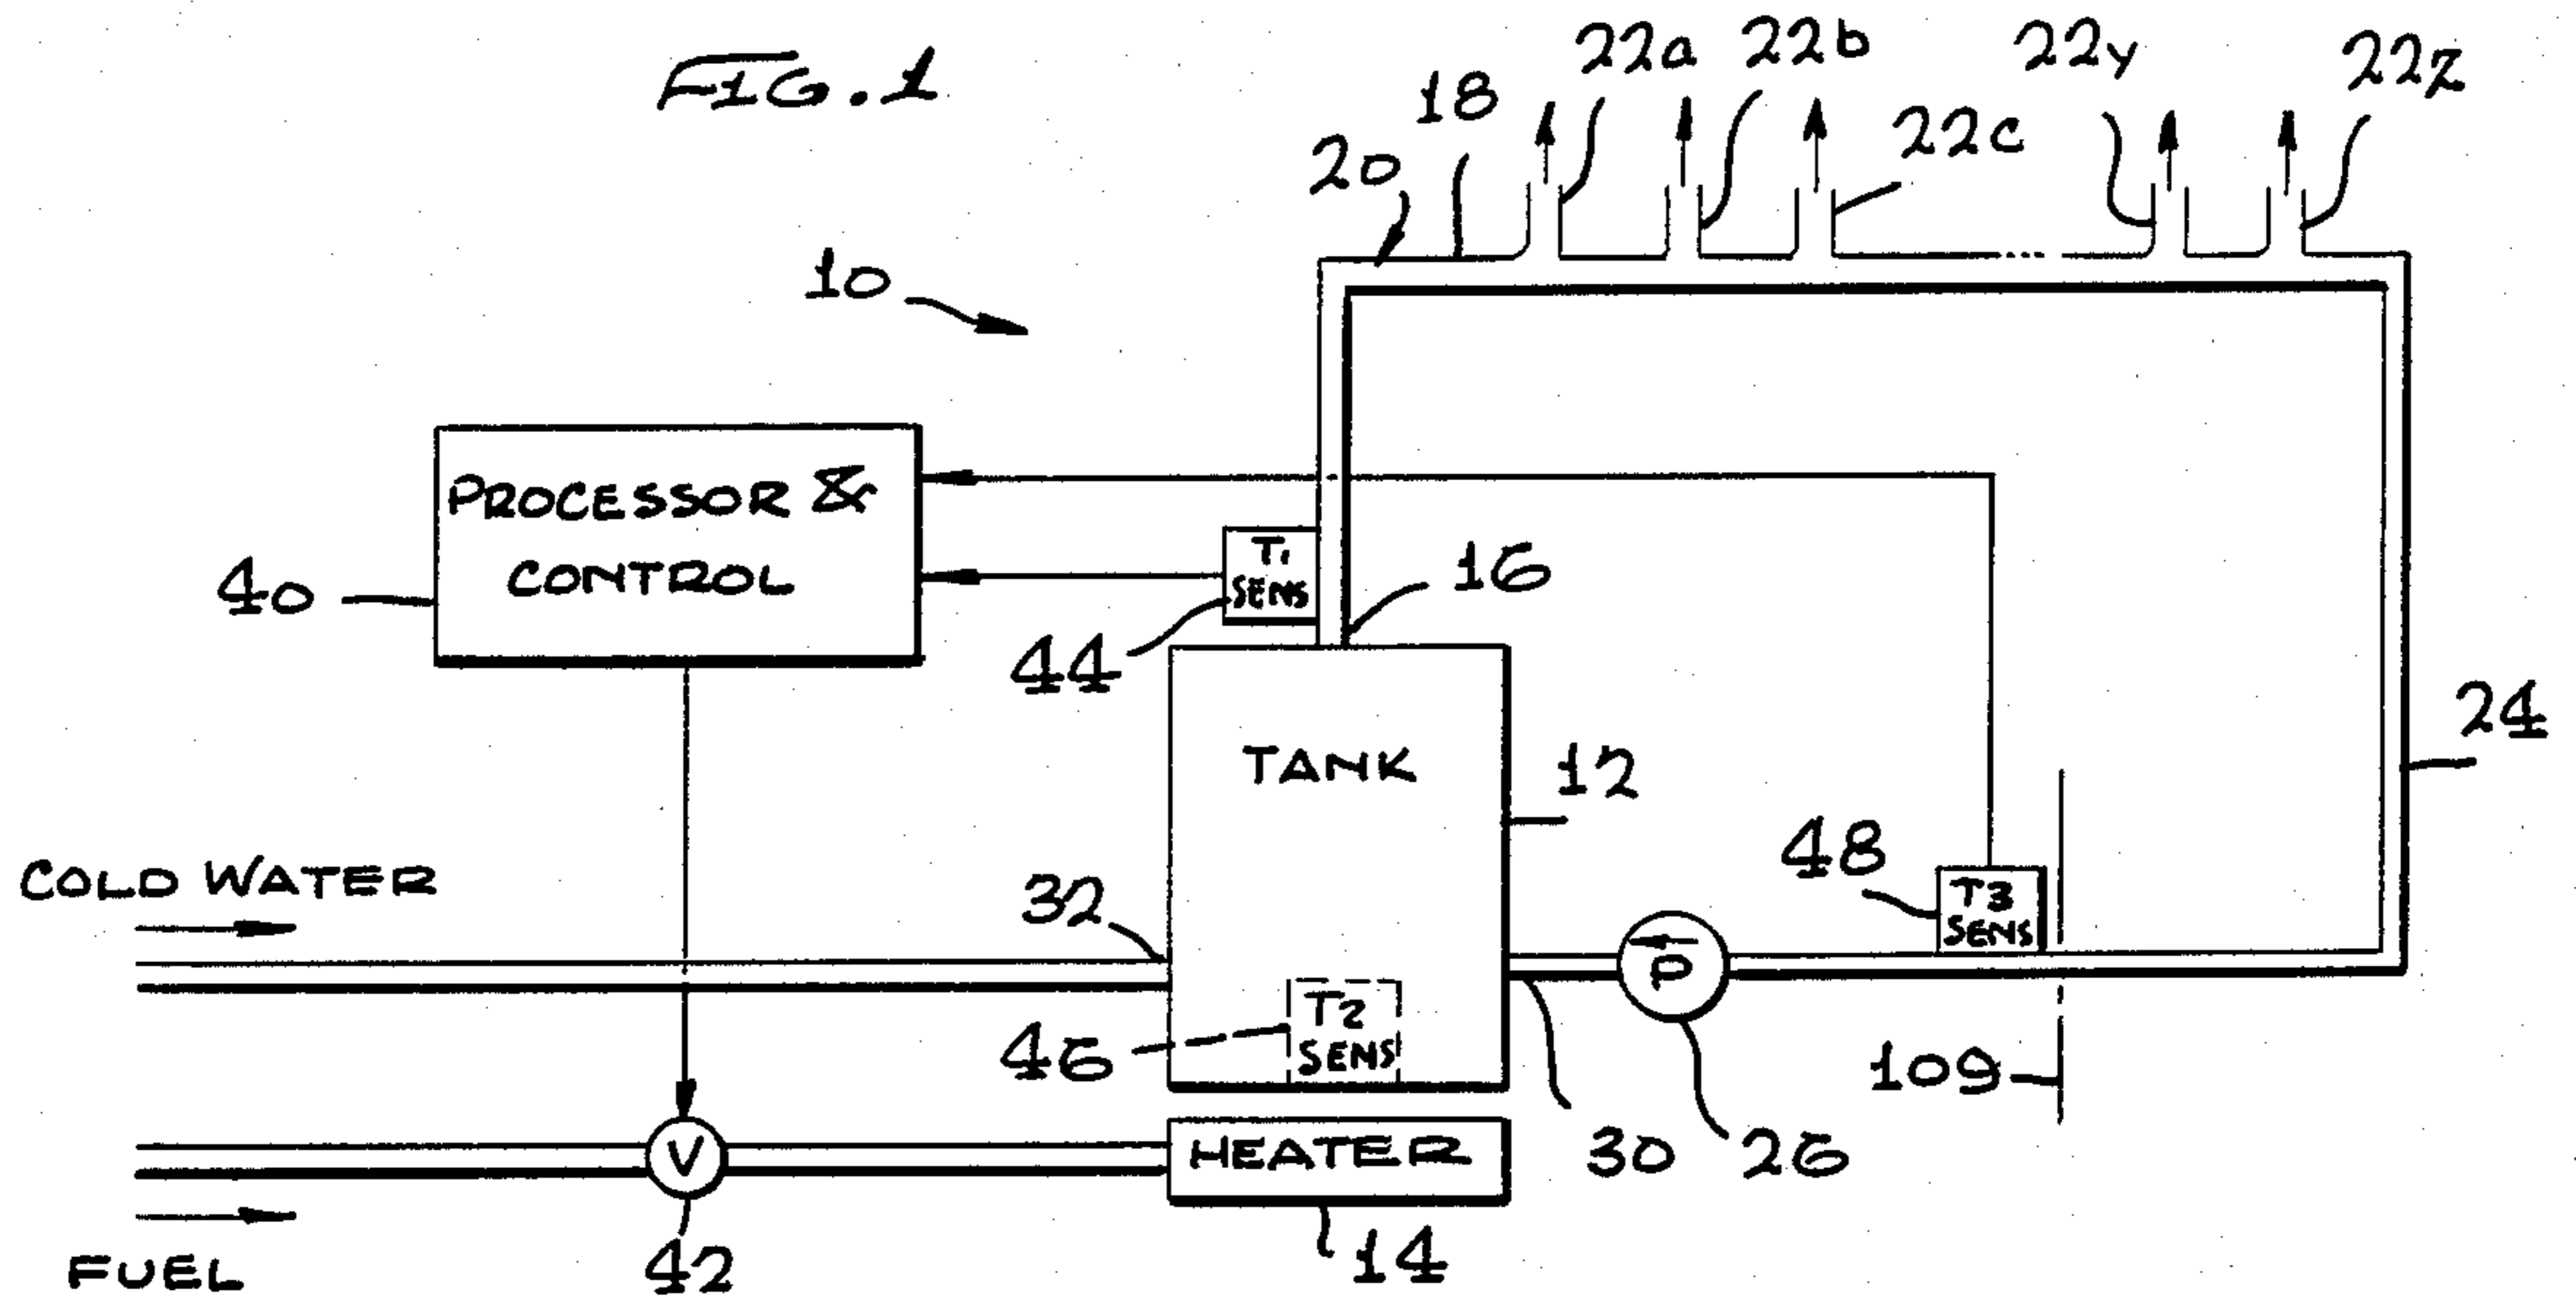 FIG. 1
22a
22b
22y
22z
18
22c
20
10
PROCESSOR &
CONTROL
40
T1
SENS
16
44
TANK
12
24
48
T3
SENS
COLD WATER
32
P
T2
SENS
46
109
V
HEATER
30
26
42
14
FUEL